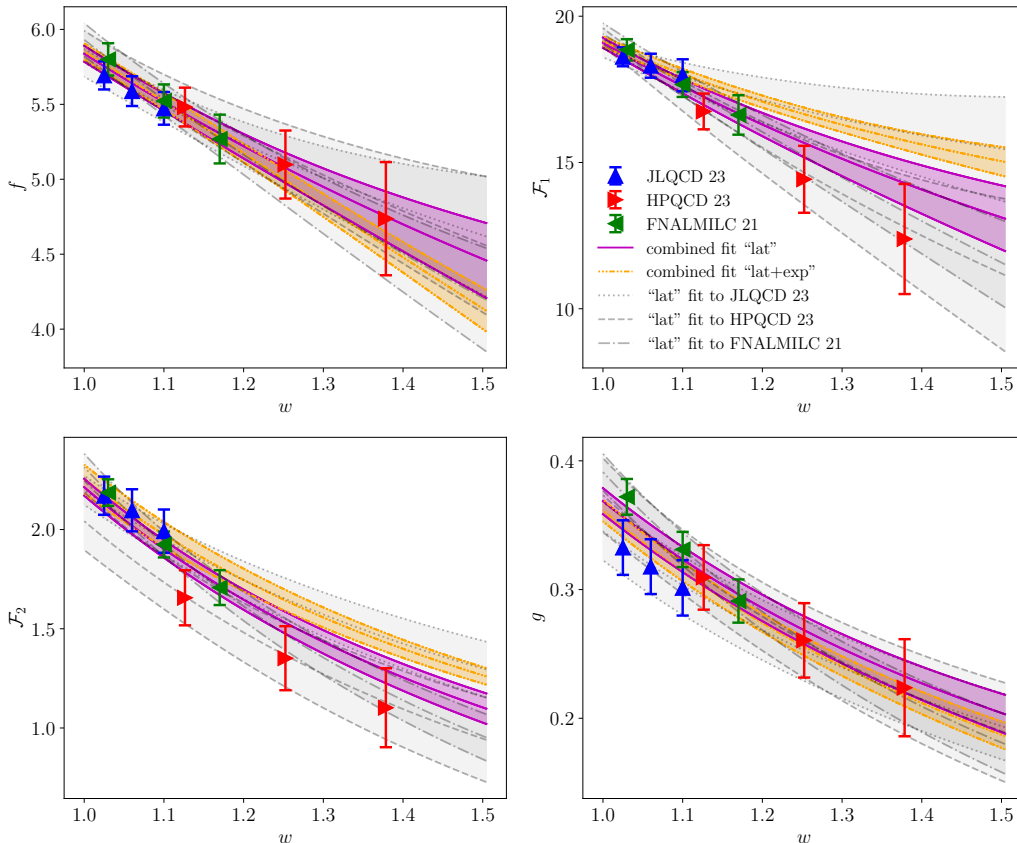 6.0
5.5
5.0
4.5
4.0
f
1.0 1.1 1.2 1.3 1.4 1.5
w
20
15
10
ℱ₁
JLQCD 23
HPQCD 23
FNALMILC 21
combined fit “lat”
combined fit “lat+exp”
“lat” fit to JLQCD 23
“lat” fit to HPQCD 23
“lat” fit to FNALMILC 21
1.0 1.1 1.2 1.3 1.4 1.5
w
2.0
1.5
1.0
ℱ₂
1.0 1.1 1.2 1.3 1.4 1.5
w
0.4
0.3
0.2
g
1.0 1.1 1.2 1.3 1.4 1.5
w